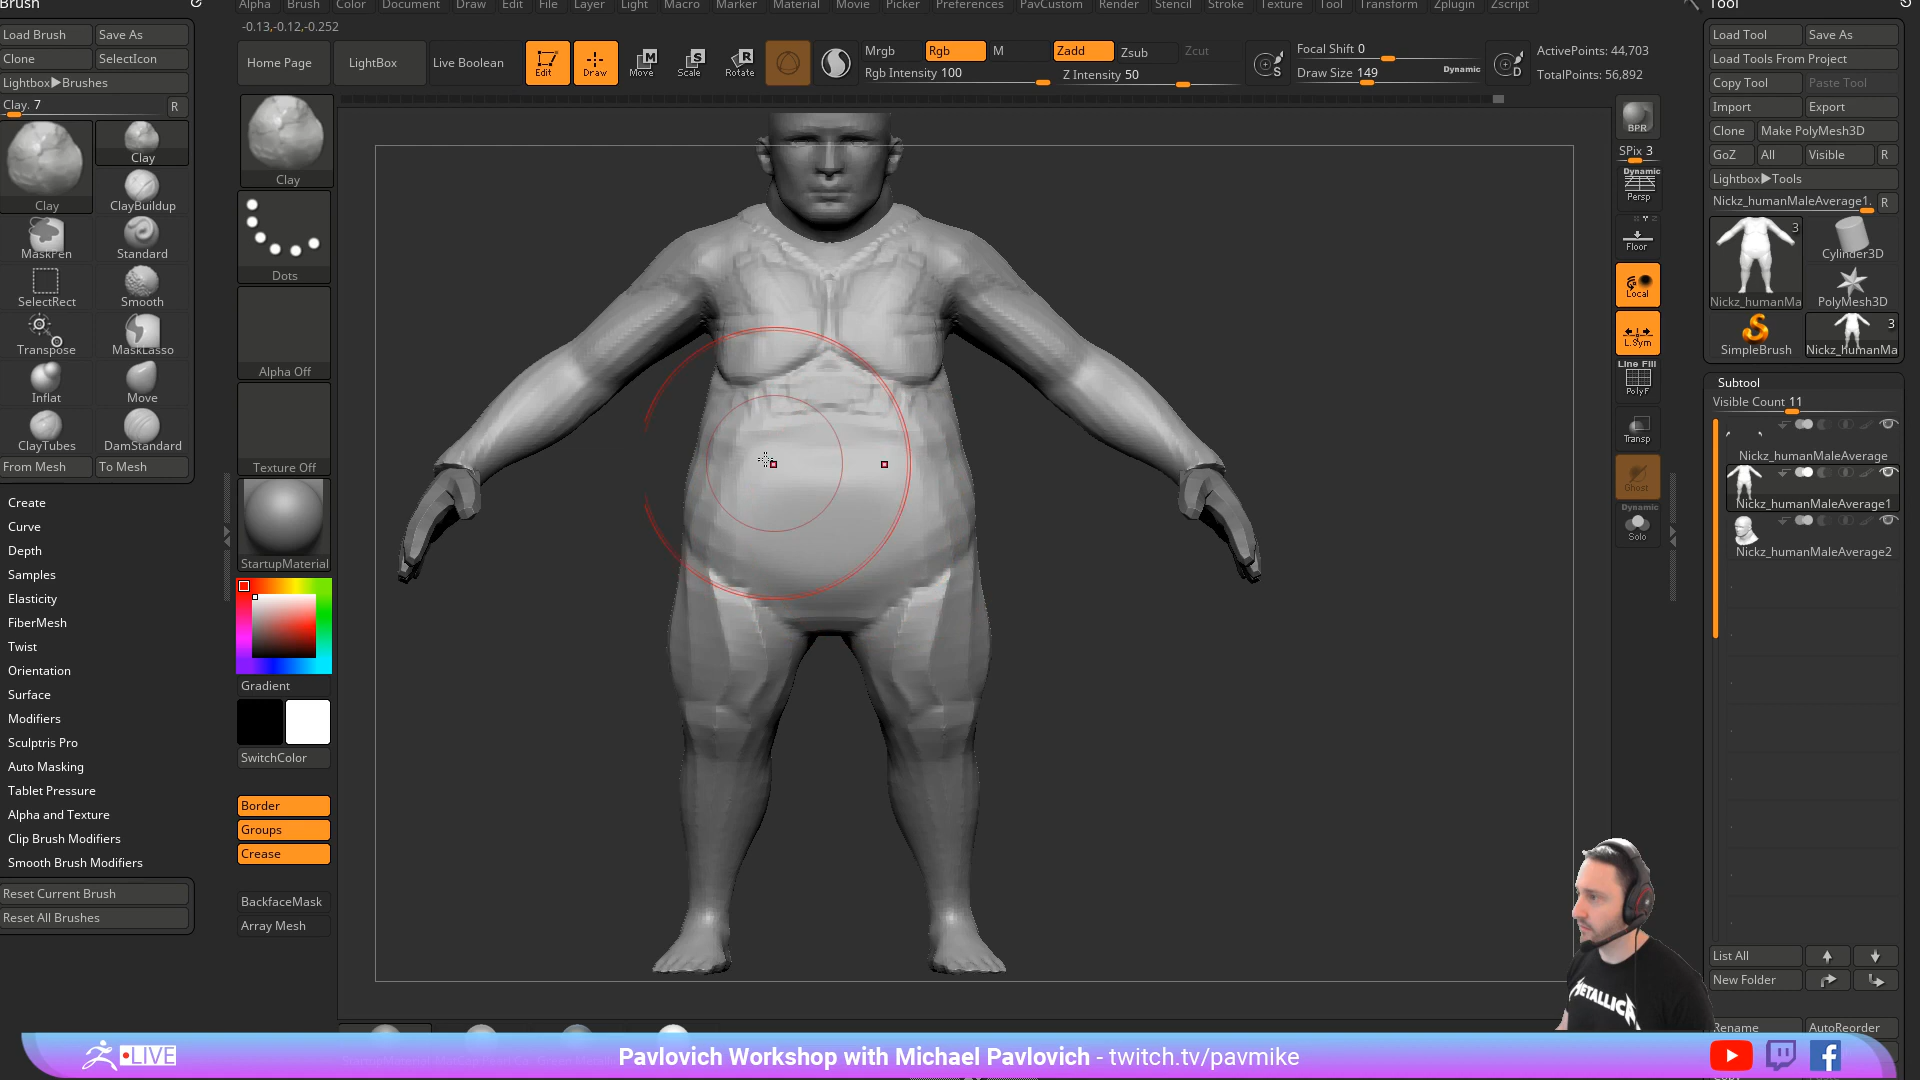 Brush
Load Brush Save As
Clone SelectIcon
Lightbox▶Brushes
Clay. 7 R
Clay
Clay
ClayBuildup
MaskPen Standard
SelectRect Smooth
Transpose MaskLasso
Inflat Move
ClayTubes DamStandard
From Mesh To Mesh
Create
Curve
Depth
Samples
Elasticity
FiberMesh
Twist
Orientation
Surface
Modifiers
Sculptris Pro
Auto Masking
Tablet Pressure
Alpha and Texture
Clip Brush Modifiers
Smooth Brush Modifiers
Reset Current Brush
Reset All Brushes
Alpha Brush Color Document Draw Edit File Layer Light Macro Marker Material Movie Picker Preferences PavCustom Render Stencil Stroke Texture Tool Transform Zplugin Zscript
-0.13,-0.12,-0.252
Home Page LightBox Live Boolean Edit Draw Move Scale Rotate
Mrgb Rgb M Zadd Zsub Zcut
Rgb Intensity 100 Z Intensity 50
Focal Shift 0
Draw Size 149 Dynamic
S D
ActivePoints: 44,703
TotalPoints: 56,892
Clay
Dots
Alpha Off
Texture Off
StartupMaterial
Gradient
SwitchColor
Border
Groups
Crease
BackfaceMask
Array Mesh
BPR
SPix 3
Dynamic
Persp
Floor
Local
L.Sym
Line Fill
PolyF
Transp
Ghost
Dynamic
Solo
Tool
Load Tool Save As
Load Tools From Project
Copy Tool Paste Tool
Import Export
Clone Make PolyMesh3D
GoZ All Visible R
Lightbox▶Tools
Nickz_humanMaleAverage1. R
3
Cylinder3D
Nickz_humanMa PolyMesh3D
3
SimpleBrush Nickz_humanMa
Subtool
Visible Count 11
Nickz_humanMaleAverage
Nickz_humanMaleAverage1
Nickz_humanMaleAverage2
List All
New Folder
Rename AutoReorder
METALLICA
•LIVE
Pavlovich Workshop with Michael Pavlovich - twitch.tv/pavmike